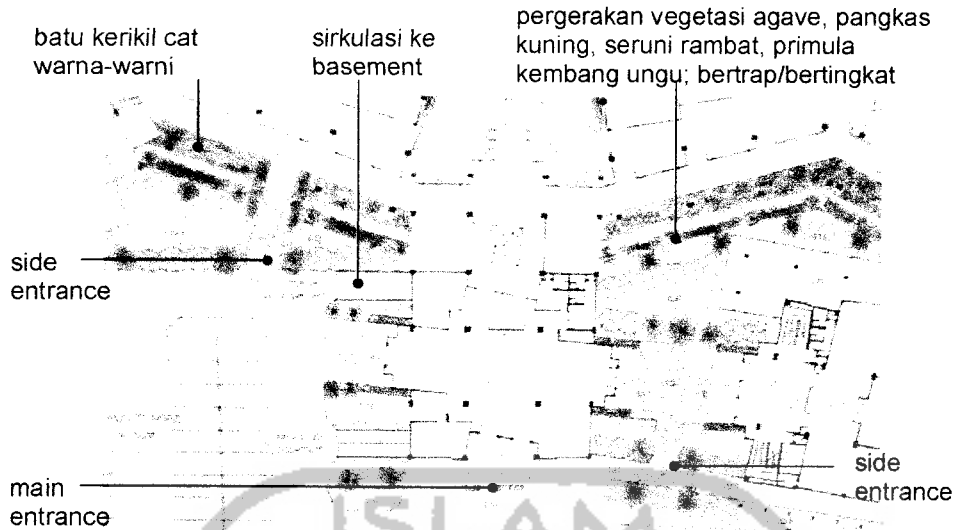 batu kerikil cat
warna-warni
sirkulasi ke
basement
pergerakan vegetasi agave, pangkas
kuning, seruni rambat, primula
kembang ungu; bertrap/bertingkat
side
entrance
main
entrance
side
entrance
ISLAM